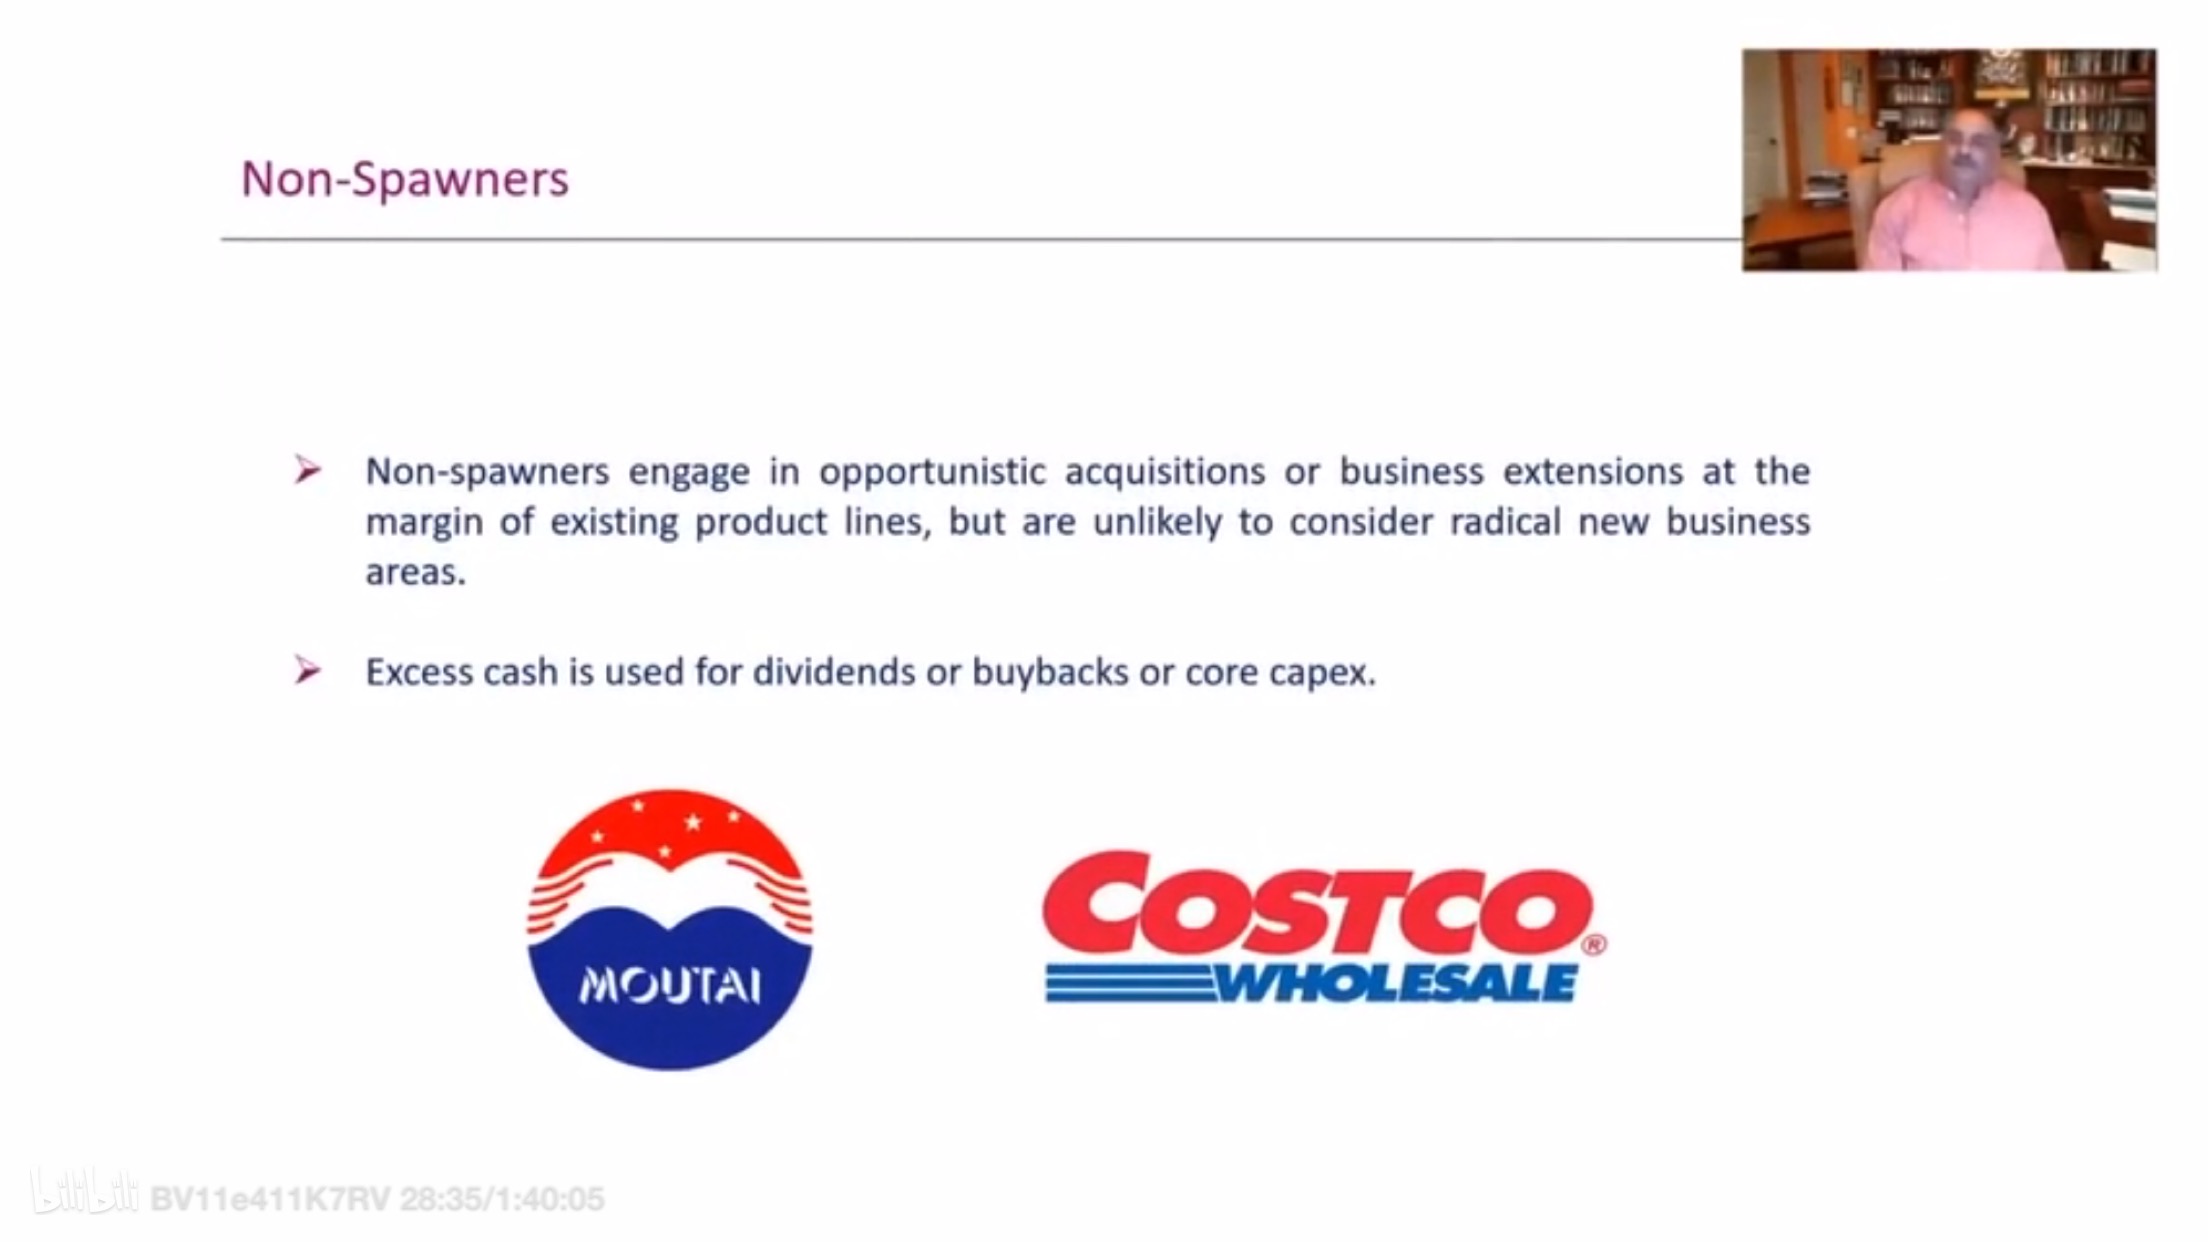 Non-Spawners
Non-spawners engage in opportunistic acquisitions or business extensions at the
margin of existing product lines, but are unlikely to consider radical new business
areas.
Excess cash is used for dividends or buybacks or core capex.
MOUTAI
COSTCO®
WHOLESALE
bilibili BV11e411K7RV 28:35/1:40:05